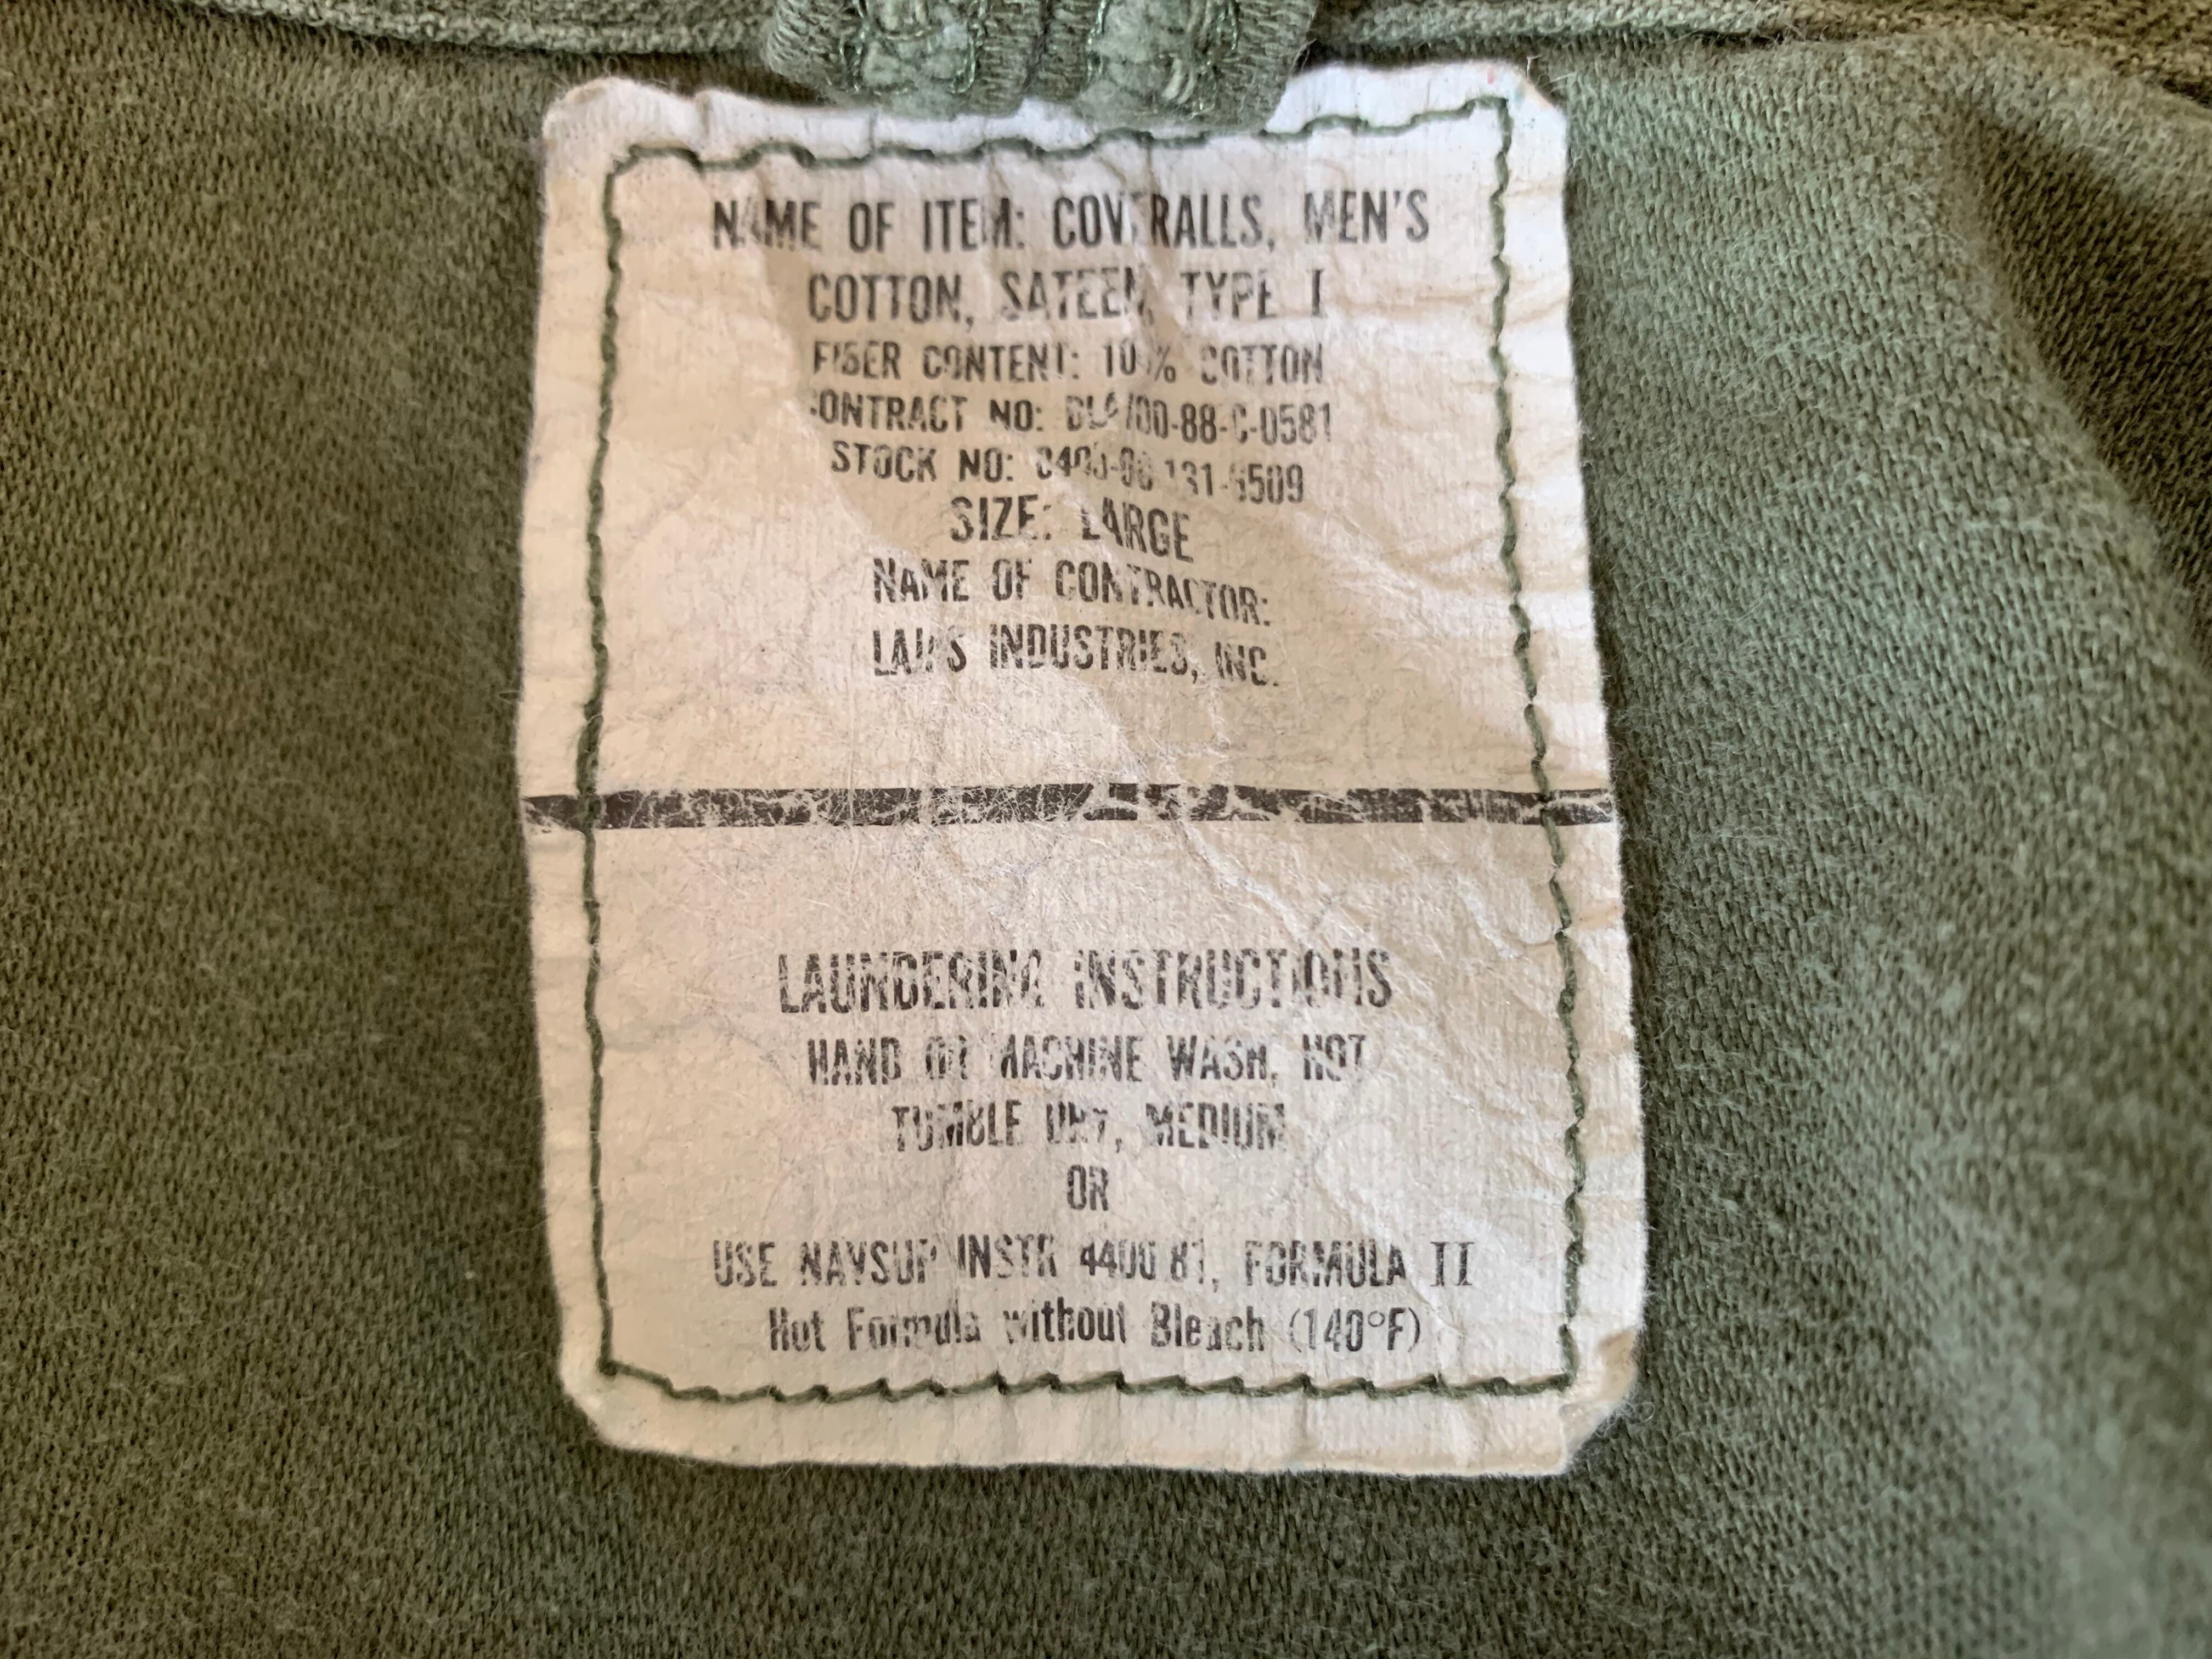 NAME OF ITEM: COVERALLS, MEN'S
COTTON, SATEEN, TYPE I
FIBER CONTENT: 100% COTTON
CONTRACT NO: DLA100-88-C-0581
STOCK NO:
SIZE: LARGE
NAME OF CONTRACTOR:
INDUSTRIES, INC.
LAUNDERING INSTRUCTIONS
HAND OR MACHINE WASH, HOT
TUMBLE DRY, MEDIUM
OR
USE NAVSUP INSTR 4400 81, FORMULA II
Hot Formula without Bleach (140°F)